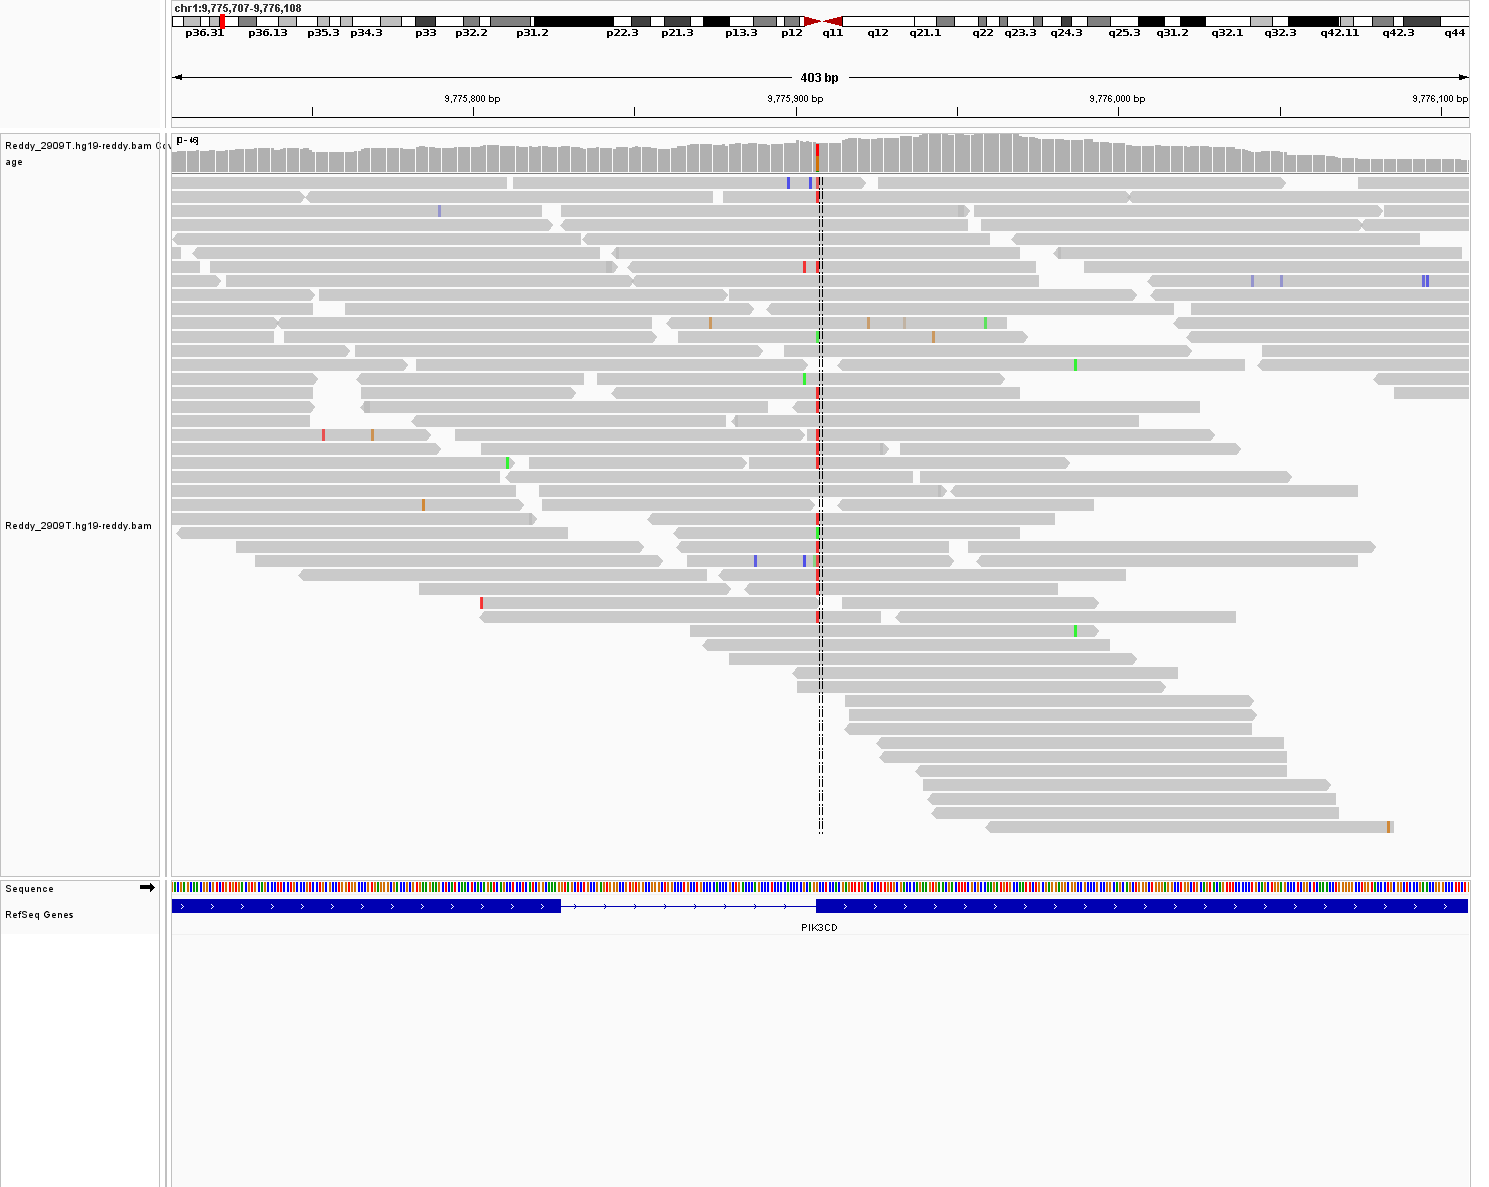 chr1:9,775,707-9,776,108
p36.31 p36.13 p35.3 p34.3 p33 p32.2 p31.2 p22.3 p21.3 p13.3 p12 q11 q12 q21.1 q22 q23.3 q24.3 q25.3 q31.2 q32.1 q32.3 q42.11 q42.3 q44
403 bp
9,775,800 bp 9,775,900 bp 9,776,000 bp 9,776,100 bp
[0 - 46]
Reddy_2909T.hg19-reddy.bam Cov
age
Reddy_2909T.hg19-reddy.bam
Sequence
RefSeq Genes
PIK3CD